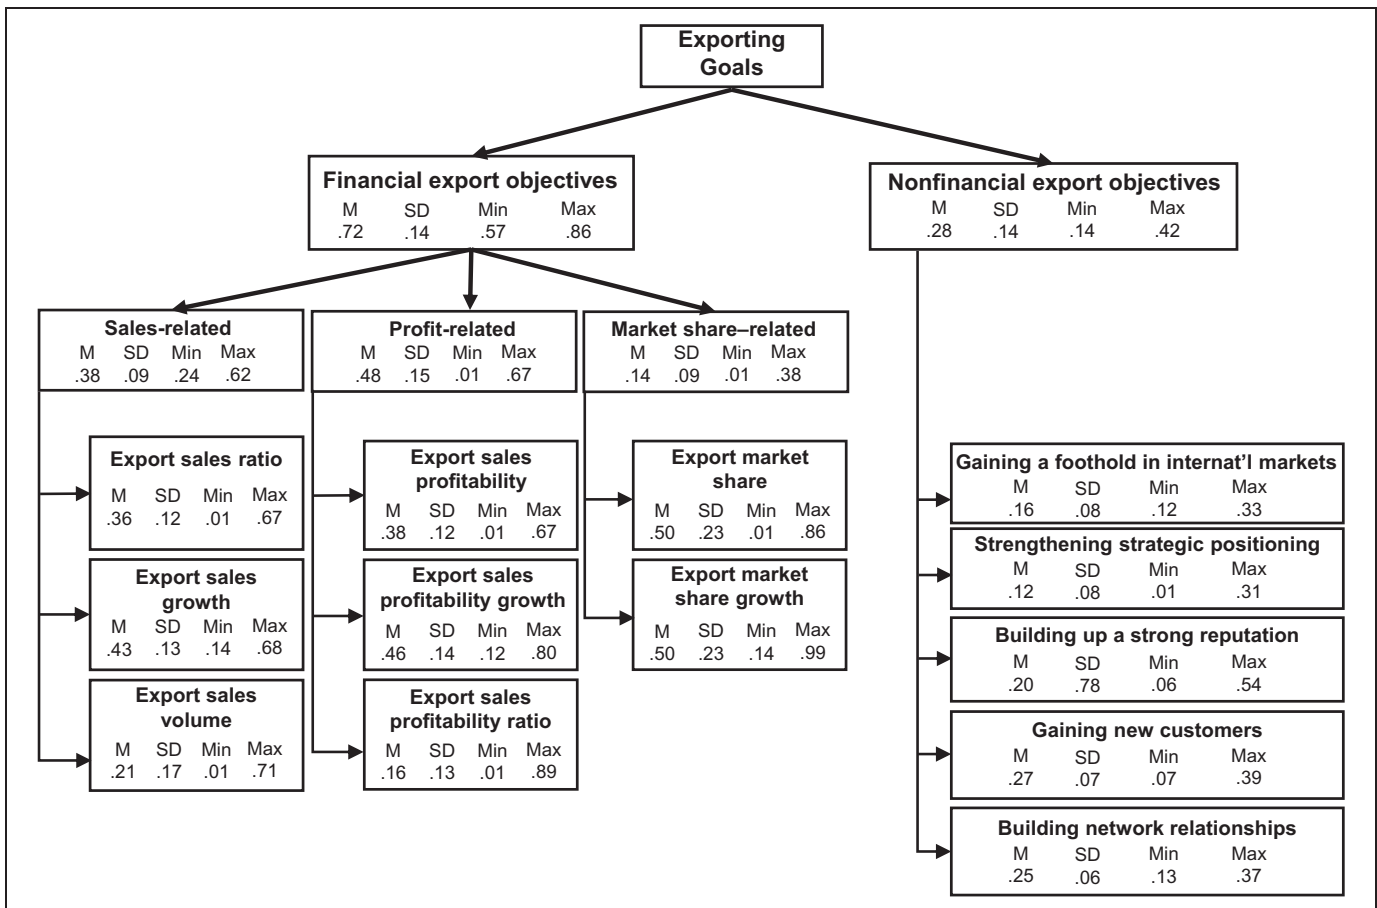 Exporting
Goals
Financial export objectives
M SD Min Max
.72 .14 .57 .86
Nonfinancial export objectives
M SD Min Max
.28 .14 .14 .42
Sales-related
M SD Min Max
.38 .09 .24 .62
Profit-related
M SD Min Max
.48 .15 .01 .67
Market share–related
M SD Min Max
.14 .09 .01 .38
Export sales ratio
M SD Min Max
.36 .12 .01 .67
Export sales
growth
M SD Min Max
.43 .13 .14 .68
Export sales
volume
M SD Min Max
.21 .17 .01 .71
Export sales
profitability
M SD Min Max
.38 .12 .01 .67
Export sales
profitability growth
M SD Min Max
.46 .14 .12 .80
Export sales
profitability ratio
M SD Min Max
.16 .13 .01 .89
Export market
share
M SD Min Max
.50 .23 .01 .86
Export market
share growth
M SD Min Max
.50 .23 .14 .99
Gaining a foothold in internat’l markets
M SD Min Max
.16 .08 .12 .33
Strengthening strategic positioning
M SD Min Max
.12 .08 .01 .31
Building up a strong reputation
M SD Min Max
.20 .78 .06 .54
Gaining new customers
M SD Min Max
.27 .07 .07 .39
Building network relationships
M SD Min Max
.25 .06 .13 .37